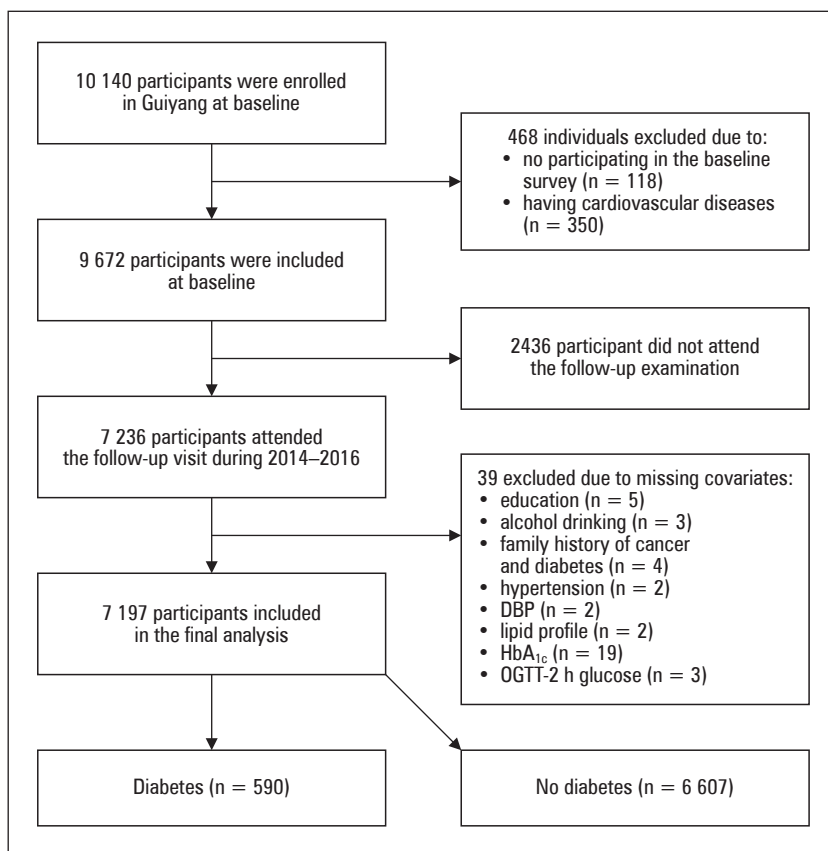 10 140 participants were enrolled
in Guiyang at baseline
468 individuals excluded due to:
• no participating in the baseline
survey (n = 118)
• having cardiovascular diseases
(n = 350)
9 672 participants were included
at baseline
2436 participant did not attend
the follow-up examination
7 236 participants attended
the follow-up visit during 2014–2016
39 excluded due to missing covariates:
• education (n = 5)
• alcohol drinking (n = 3)
• family history of cancer
and diabetes (n = 4)
• hypertension (n = 2)
• DBP (n = 2)
• lipid profile (n = 2)
• HbA1c (n = 19)
• OGTT-2 h glucose (n = 3)
7 197 participants included
in the final analysis
Diabetes (n = 590)
No diabetes (n = 6 607)